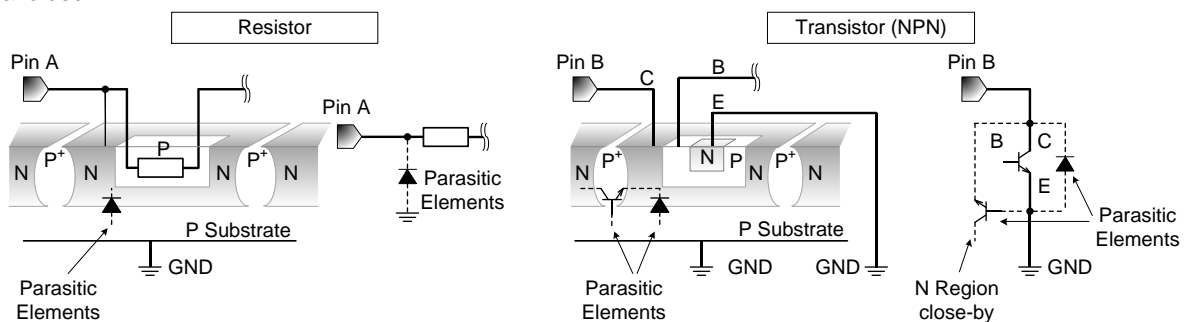 Resistor
Pin A
N
P+
N
P
N
P+
N
Parasitic
Elements
P Substrate
GND
Pin A
Parasitic
Elements
Transistor (NPN)
Pin B
C
B
E
N
P+
N
N
P
N
P+
N
P Substrate
GND
GND
Parasitic
Elements
Pin B
B
C
E
Parasitic
Elements
GND
N Region
close-by